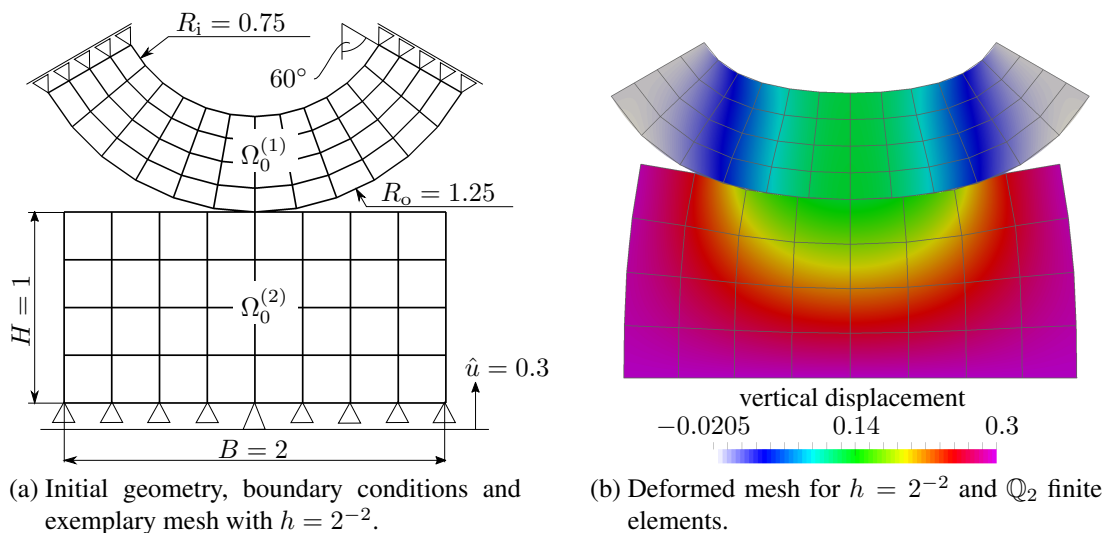 R_i = 0.75
60°
Ω_0^(1)
R_o = 1.25
H = 1
Ω_0^(2)
û = 0.3
B = 2
(a) Initial geometry, boundary conditions and
exemplary mesh with h = 2^−2.
vertical displacement
−0.0205 0.14 0.3
(b) Deformed mesh for h = 2^−2 and ℚ_2 finite
elements.